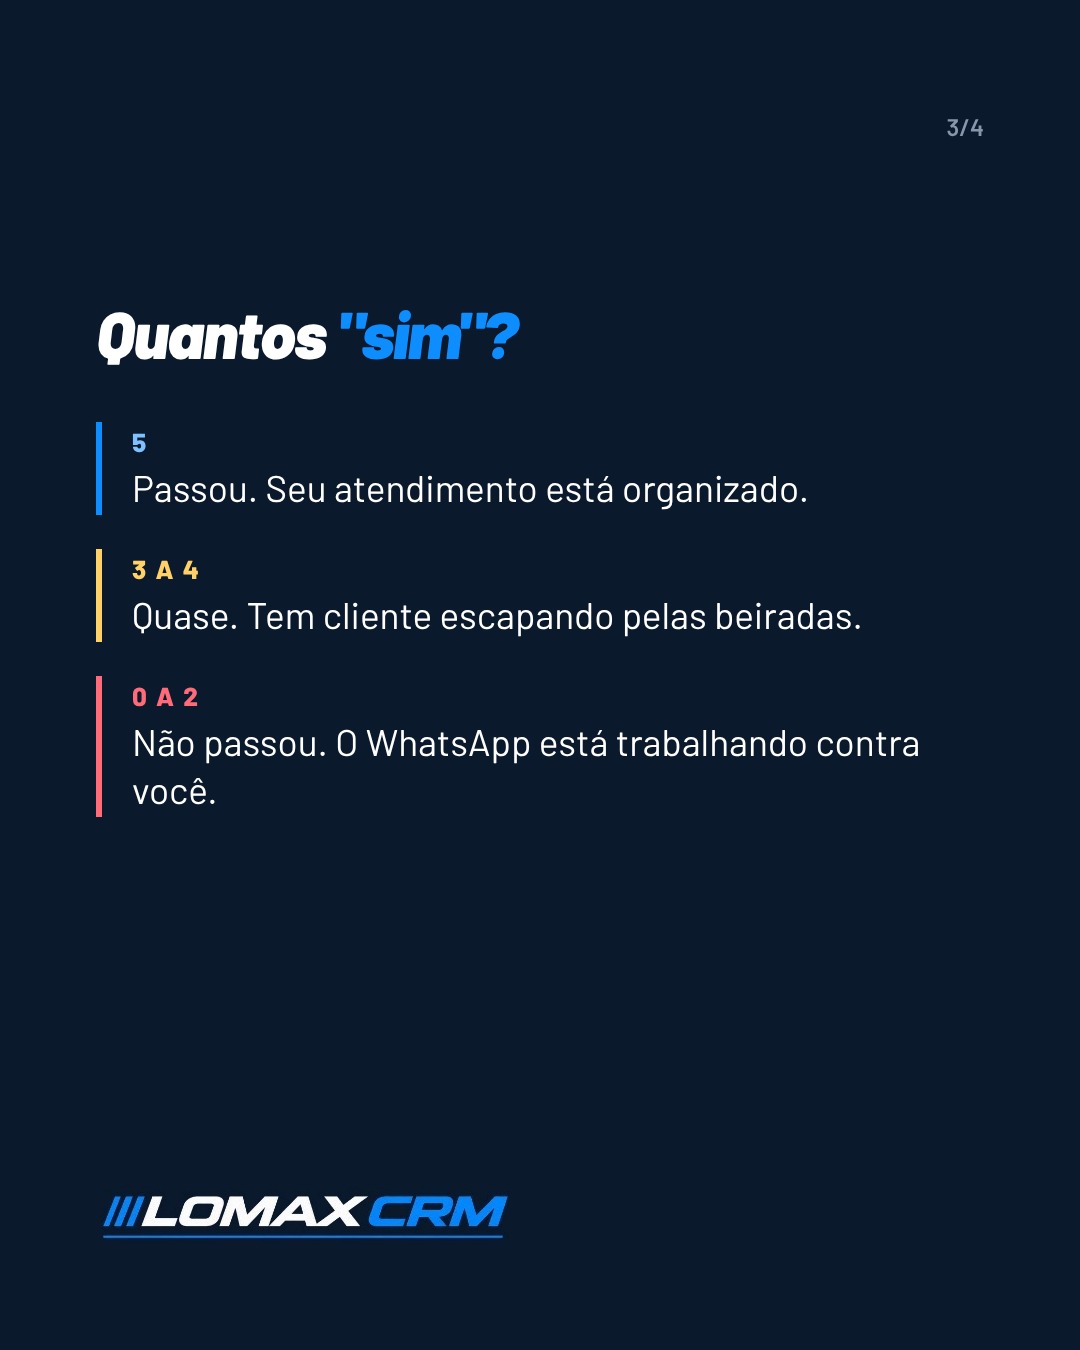 3/4
Quantos "sim"?
5
Passou. Seu atendimento está organizado.
3 A 4
Quase. Tem cliente escapando pelas beiradas.
0 A 2
Não passou. O WhatsApp está trabalhando contra
você.
LOMAX CRM